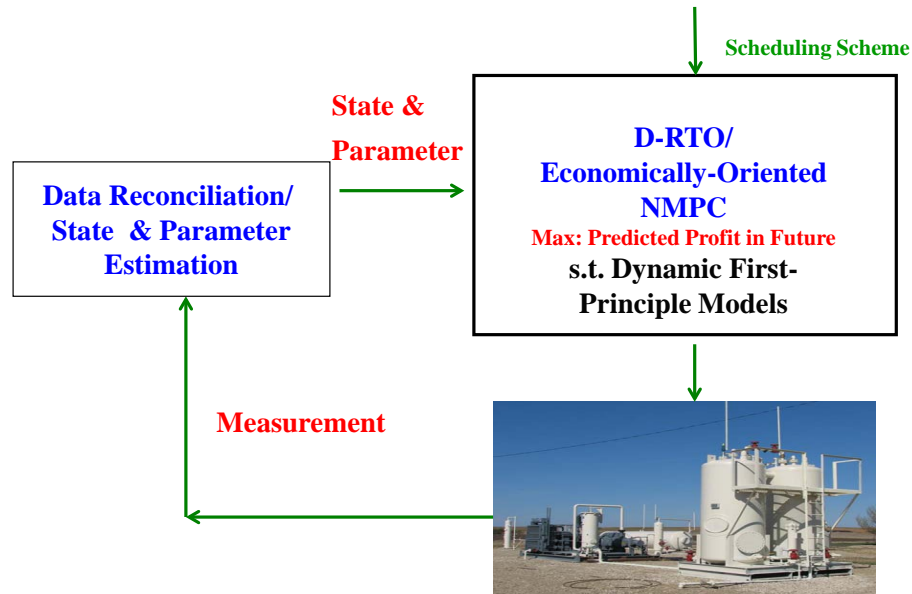 Scheduling Scheme
State &
Parameter
D-RTO/
Economically-Oriented
NMPC
Max: Predicted Profit in Future
s.t. Dynamic First-
Principle Models
Data Reconciliation/
State & Parameter
Estimation
Measurement